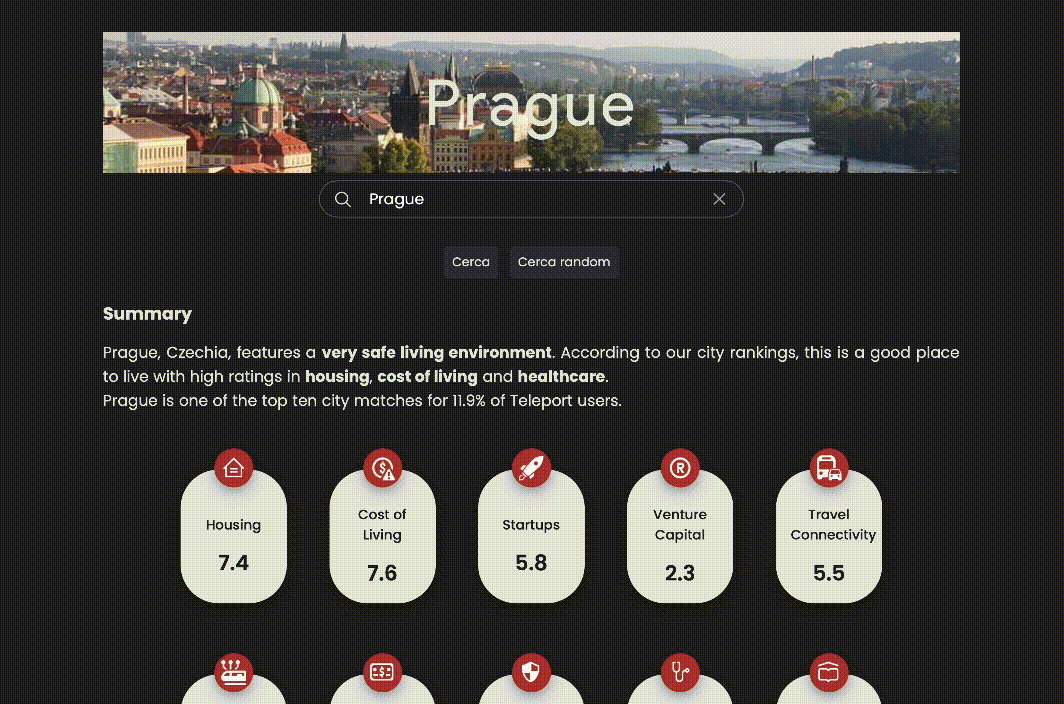 Prague
Prague
Cerca
Cerca random
Summary
Prague, Czechia, features a very safe living environment. According to our city rankings, this is a good place
to live with high ratings in housing, cost of living and healthcare.
Prague is one of the top ten city matches for 11.9% of Teleport users.
Housing
7.4
Cost of
Living
7.6
Startups
5.8
Venture
Capital
2.3
Travel
Connectivity
5.5